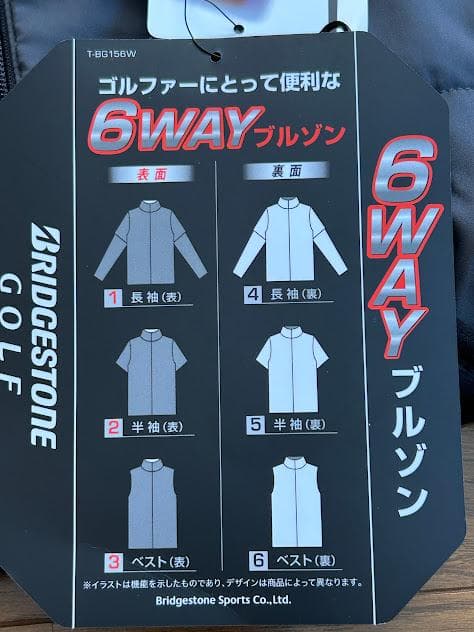 T-BG156W
ゴルファーにとって便利な
6WAYブルゾン
表面
裏面
1 長袖(表)
4 長袖(裏)
2 半袖(表)
5 半袖(裏)
3 ベスト(表)
6 ベスト(裏)
※イラストは機能を示したものであり、デザインは商品によって異なります。
Bridgestone Sports Co.,Ltd.
BRIDGESTONE
GOLF
6WAYブルゾン